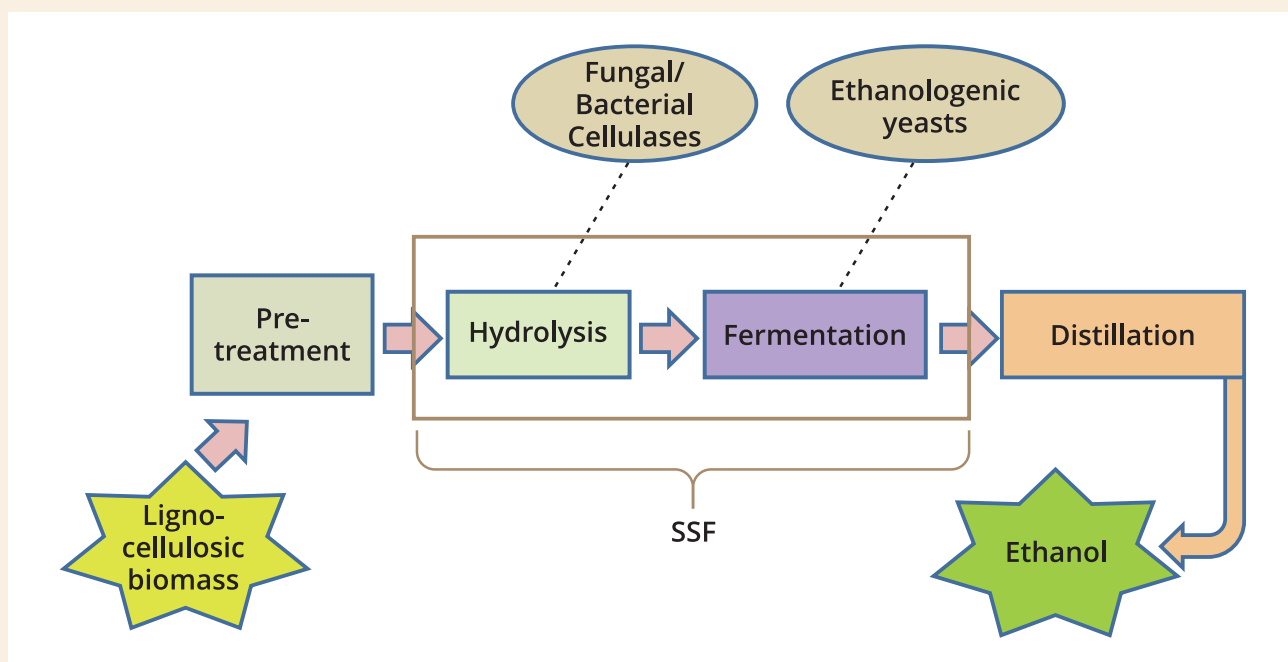 Fungal/
Bacterial
Cellulases
Ethanologenic
yeasts
Pre-
treatment
Hydrolysis
Fermentation
Distillation
SSF
Ligno-
cellulosic
biomass
Ethanol